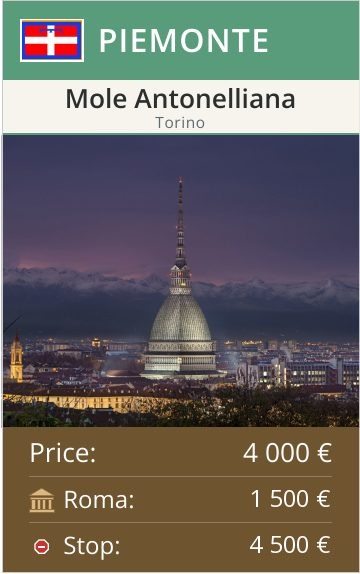 PIEMONTE
Mole Antonelliana
Torino
Price: 4 000 €
Roma: 1 500 €
Stop: 4 500 €